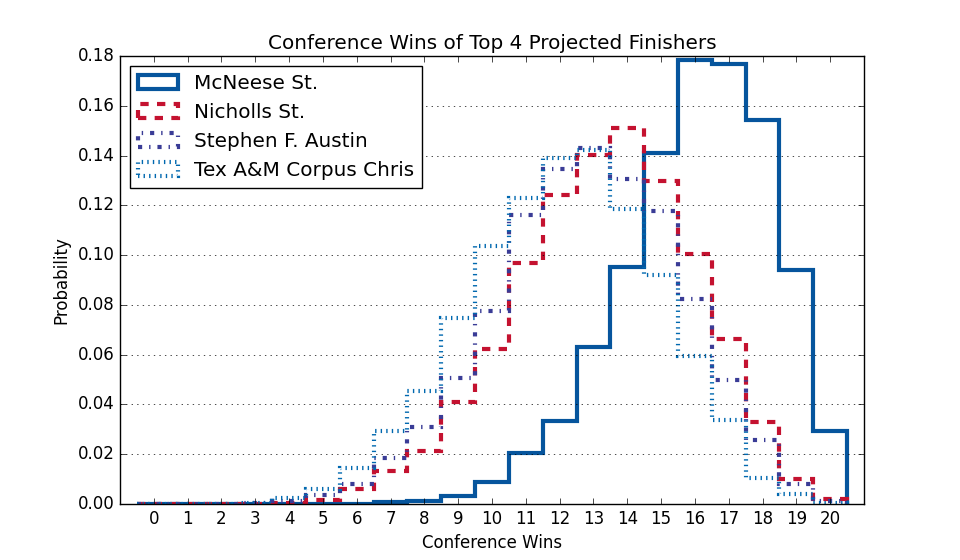 Conference Wins of Top 4 Projected Finishers
McNeese St.
Nicholls St.
Stephen F. Austin
Tex A&M Corpus Chris
Probability
0.18
0.16
0.14
0.12
0.10
0.08
0.06
0.04
0.02
0.00
0 1 2 3 4 5 6 7 8 9 10 11 12 13 14 15 16 17 18 19 20
Conference Wins